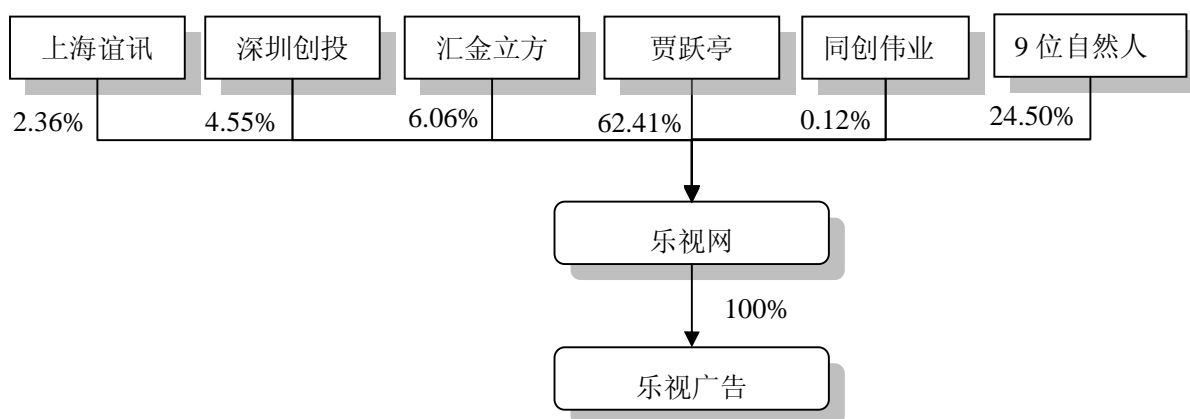 上海谊讯
深圳创投
汇金立方
贾跃亭
同创伟业
9 位自然人
2.36%
4.55%
6.06%
62.41%
0.12%
24.50%
乐视网
100%
乐视广告